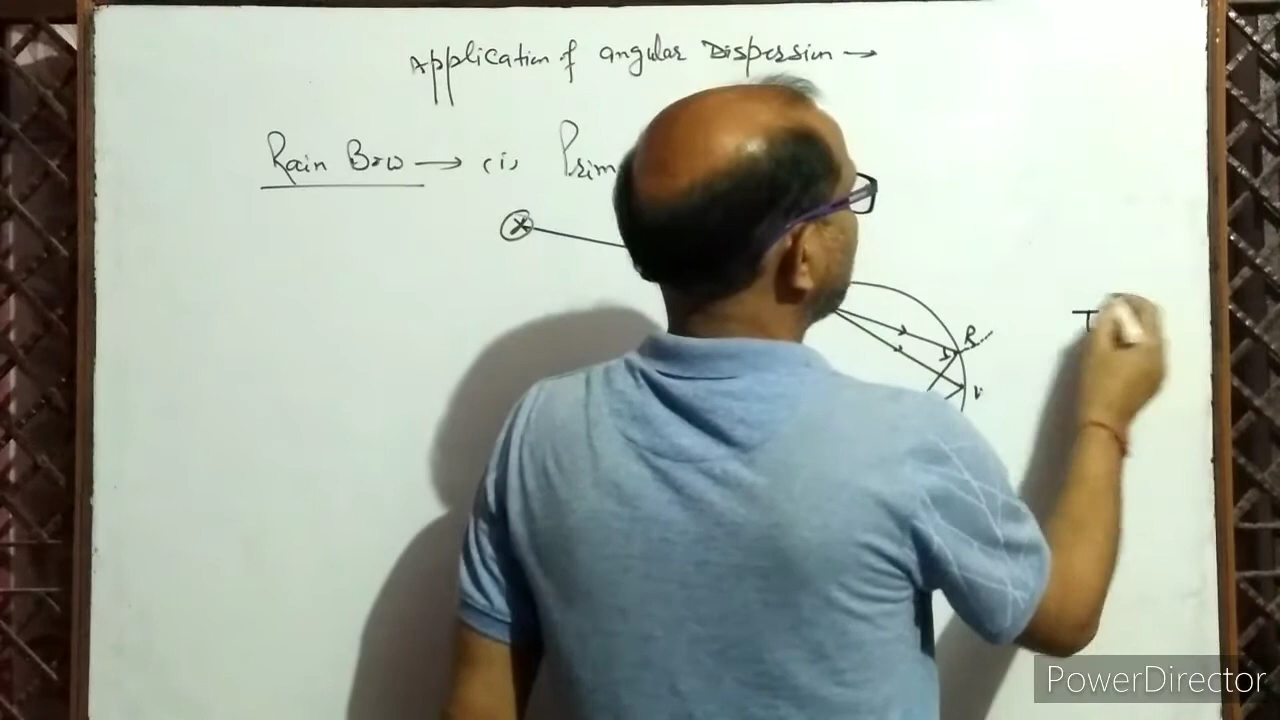 Application of angular Dispersion →
Rain Bow → (i) Prim
R
V
T
PowerDirector